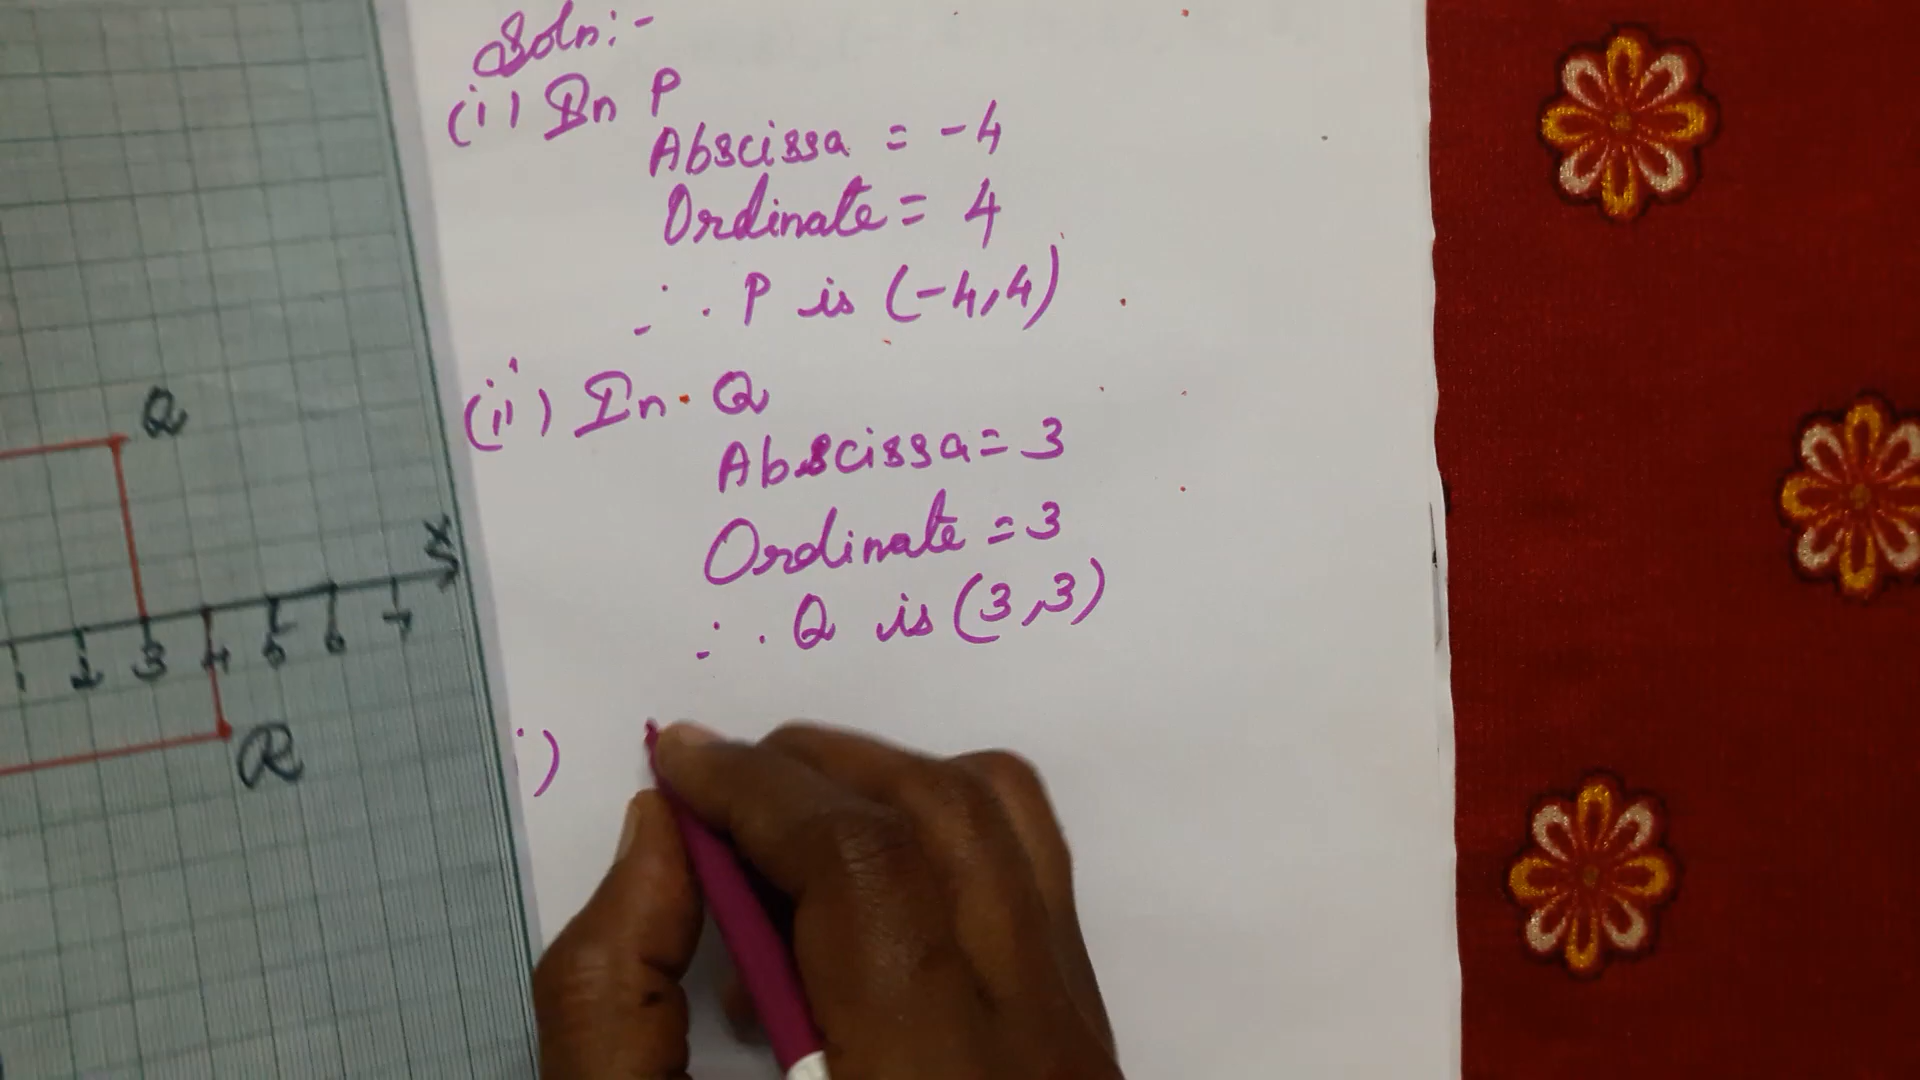 Soln:-
(i) In P
Abscissa = -4
Ordinate = 4
∴ P is (-4,4)
(ii) In Q
Abscissa = 3
Ordinate = 3
∴ Q is (3,3)
i)
Q
X
1 2 3 4 5 6 7
R